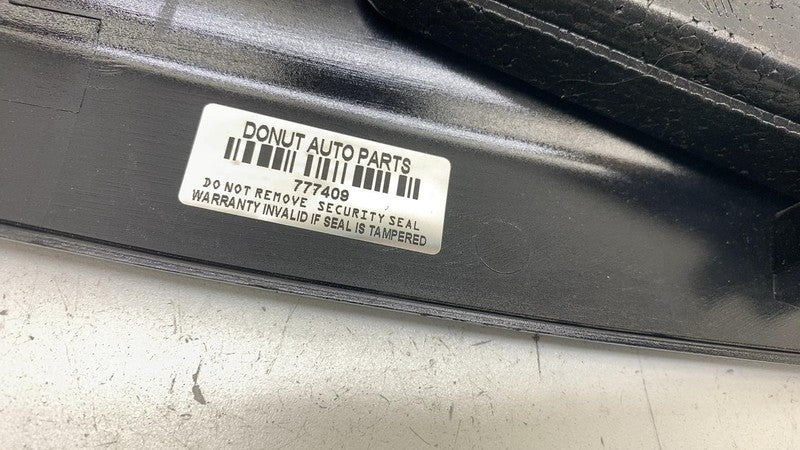 DONUT AUTO PARTS
777409
DO NOT REMOVE SECURITY SEAL
WARRANTY INVALID IF SEAL IS TAMPERED